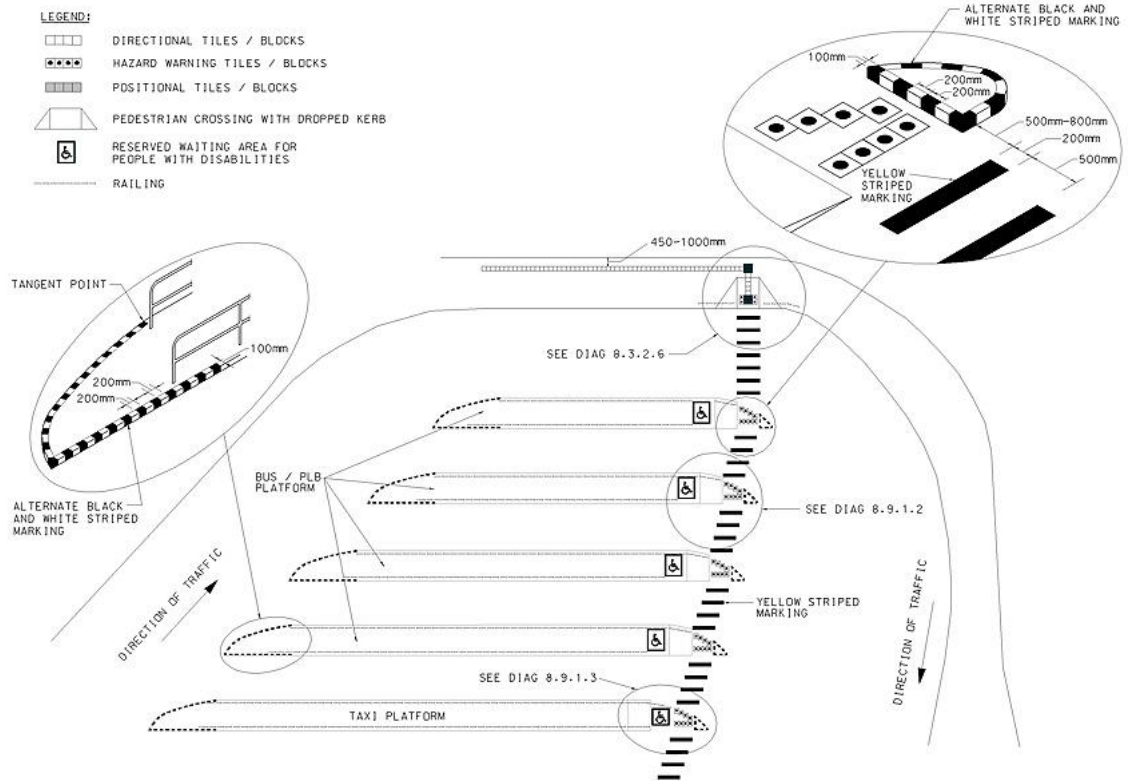 LEGEND:
DIRECTIONAL TILES / BLOCKS
HAZARD WARNING TILES / BLOCKS
POSITIONAL TILES / BLOCKS
PEDESTRIAN CROSSING WITH DROPPED KERB
RESERVED WAITING AREA FOR
PEOPLE WITH DISABILITIES
RAILING
ALTERNATE BLACK AND
WHITE STRIPED MARKING
100mm
200mm
200mm
500mm-800mm
200mm
500mm
YELLOW
STRIPED
MARKING
450-1000mm
TANGENT POINT
100mm
200mm
200mm
ALTERNATE BLACK
AND WHITE STRIPED
MARKING
SEE DIAG 8.3.2.6
BUS / PLB
PLATFORM
SEE DIAG 8.9.1.2
DIRECTION OF TRAFFIC
YELLOW STRIPED
MARKING
DIRECTION OF TRAFFIC
SEE DIAG 8.9.1.3
TAXI PLATFORM